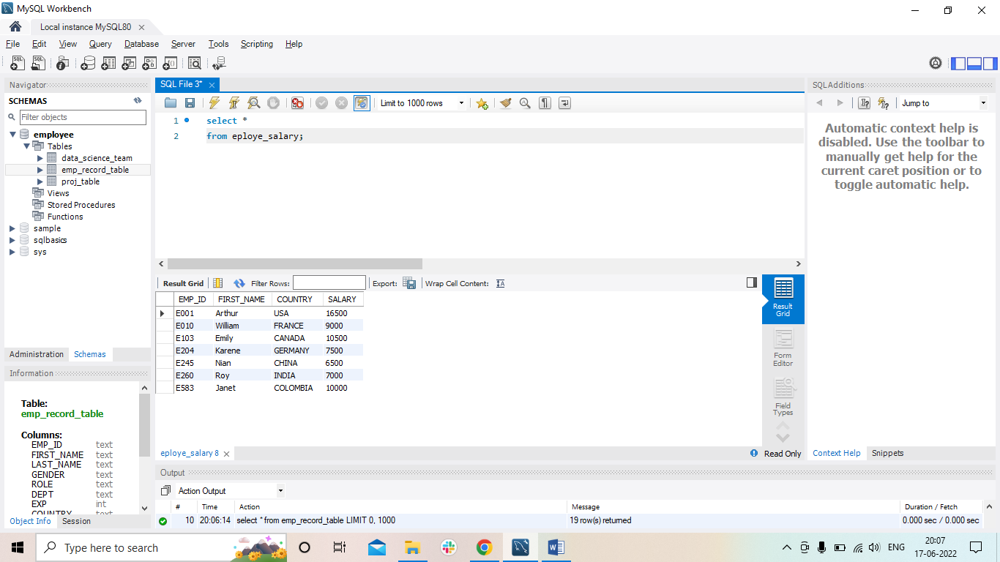 MySQL Workbench
Local instance MySQL80
File Edit View Query Database Server Tools Scripting Help
Navigator
SCHEMAS
Filter objects
employee
Tables
data_science_team
emp_record_table
proj_table
Views
Stored Procedures
Functions
sample
sqlbasics
sys
Administration Schemas
Information
Table:
emp_record_table
Columns:
EMP_ID text
FIRST_NAME text
LAST_NAME text
GENDER text
ROLE text
DEPT text
EXP int
COUNTRY text
Object Info Session
SQL File 3*
Limit to 1000 rows
1 select *
2 from eploye_salary;
Result Grid Filter Rows: Export: Wrap Cell Content:
EMP_ID FIRST_NAME COUNTRY SALARY
E001 Arthur USA 16500
E010 William FRANCE 9000
E103 Emily CANADA 10500
E204 Karene GERMANY 7500
E245 Nian CHINA 6500
E260 Roy INDIA 7000
E583 Janet COLOMBIA 10000
Result
Grid
Form
Editor
Field
Types
eploye_salary 8
Read Only
SQLAdditions
Jump to
Automatic context help is
disabled. Use the toolbar to
manually get help for the
current caret position or to
toggle automatic help.
Context Help Snippets
Output
Action Output
# Time Action Message Duration / Fetch
10 20:06:14 select * from emp_record_table LIMIT 0, 1000 19 row(s) returned 0.000 sec / 0.000 sec
Type here to search
ENG
20:07
17-06-2022